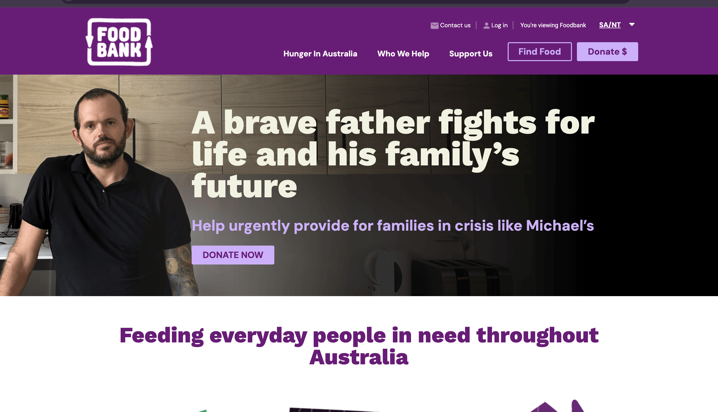 FOOD
BANK
Contact us
Log in
You're viewing Foodbank
SA/NT
Hunger In Australia
Who We Help
Support Us
Find Food
Donate $
A brave father fights for
life and his family’s
future
Help urgently provide for families in crisis like Michael’s
DONATE NOW
Feeding everyday people in need throughout
Australia